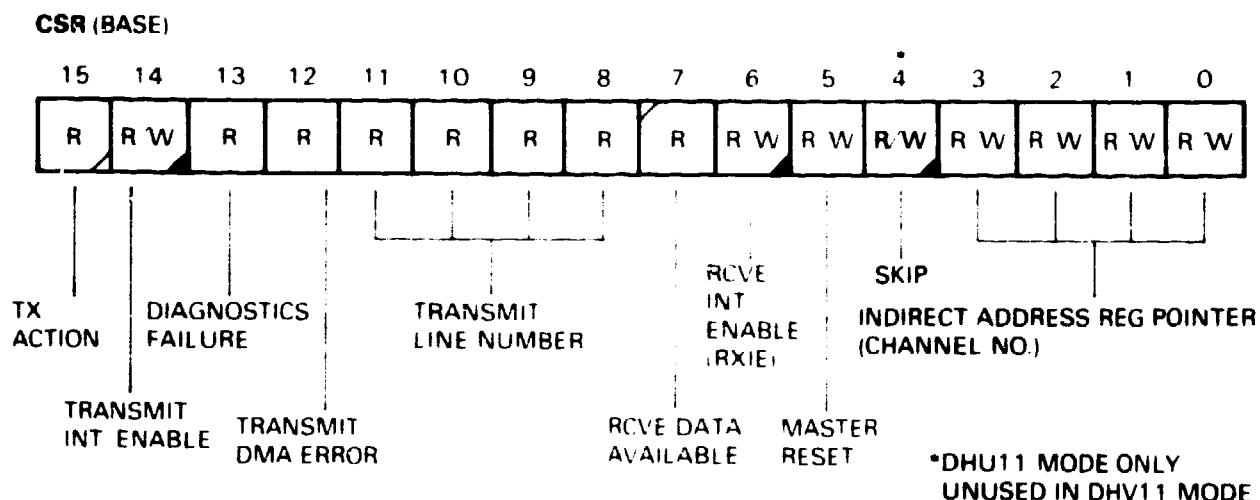 CSR (BASE)
*
15 14 13 12 11 10 9 8 7 6 5 4 3 2 1 0
R R W R R R R R R R R W R W R/W R W R W R W R W
TX
ACTION
DIAGNOSTICS
FAILURE
TRANSMIT
LINE NUMBER
RCVE
INT
ENABLE
(RXIE)
SKIP
INDIRECT ADDRESS REG POINTER
(CHANNEL NO.)
TRANSMIT
INT ENABLE
TRANSMIT
DMA ERROR
RCVE DATA
AVAILABLE
MASTER
RESET
*DHU11 MODE ONLY
UNUSED IN DHV11 MODE